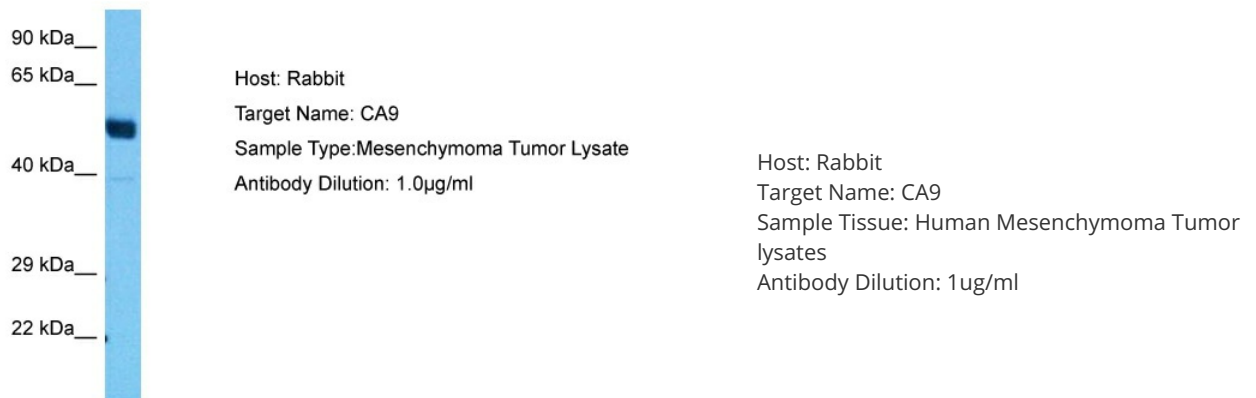 90 kDa__
65 kDa__
40 kDa__
29 kDa__
22 kDa__
Host: Rabbit
Target Name: CA9
Sample Type:Mesenchymoma Tumor Lysate
Antibody Dilution: 1.0µg/ml
Host: Rabbit
Target Name: CA9
Sample Tissue: Human Mesenchymoma Tumor
lysates
Antibody Dilution: 1ug/ml